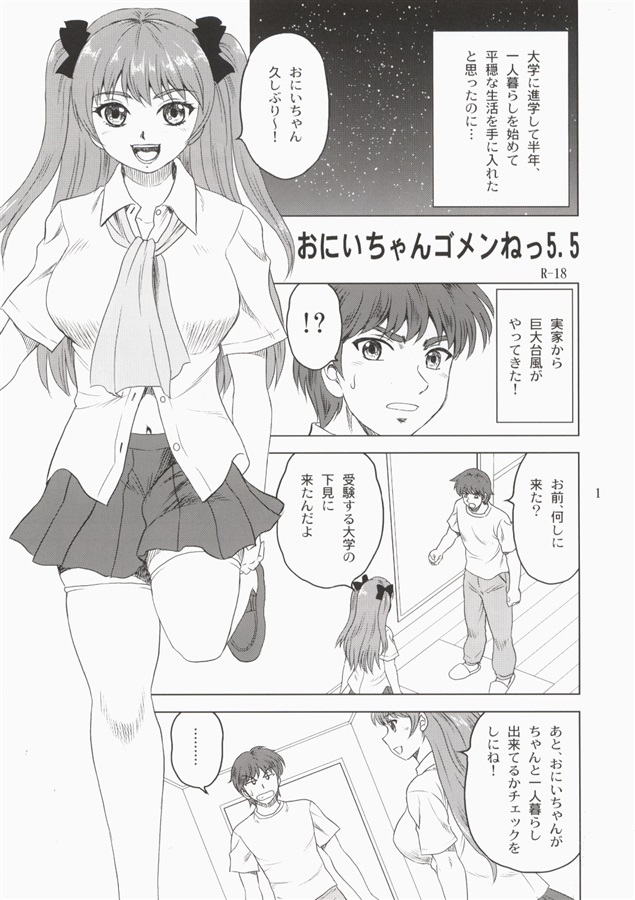 大学に進学して半年、
一人暮らしを始めて
平穏な生活を手に入れた
と思ったのに…
おにいちゃん
久しぶり～！
おにいちゃんゴメンねっ5.5
R-18
実家から
巨大台風が
やってきた！
!?
お前、何しに
来た？
受験する大学の
下見に
来たんだよ
1
あと、おにいちゃんが
ちゃんと一人暮らし
出来てるかチェックを
しにね！
………